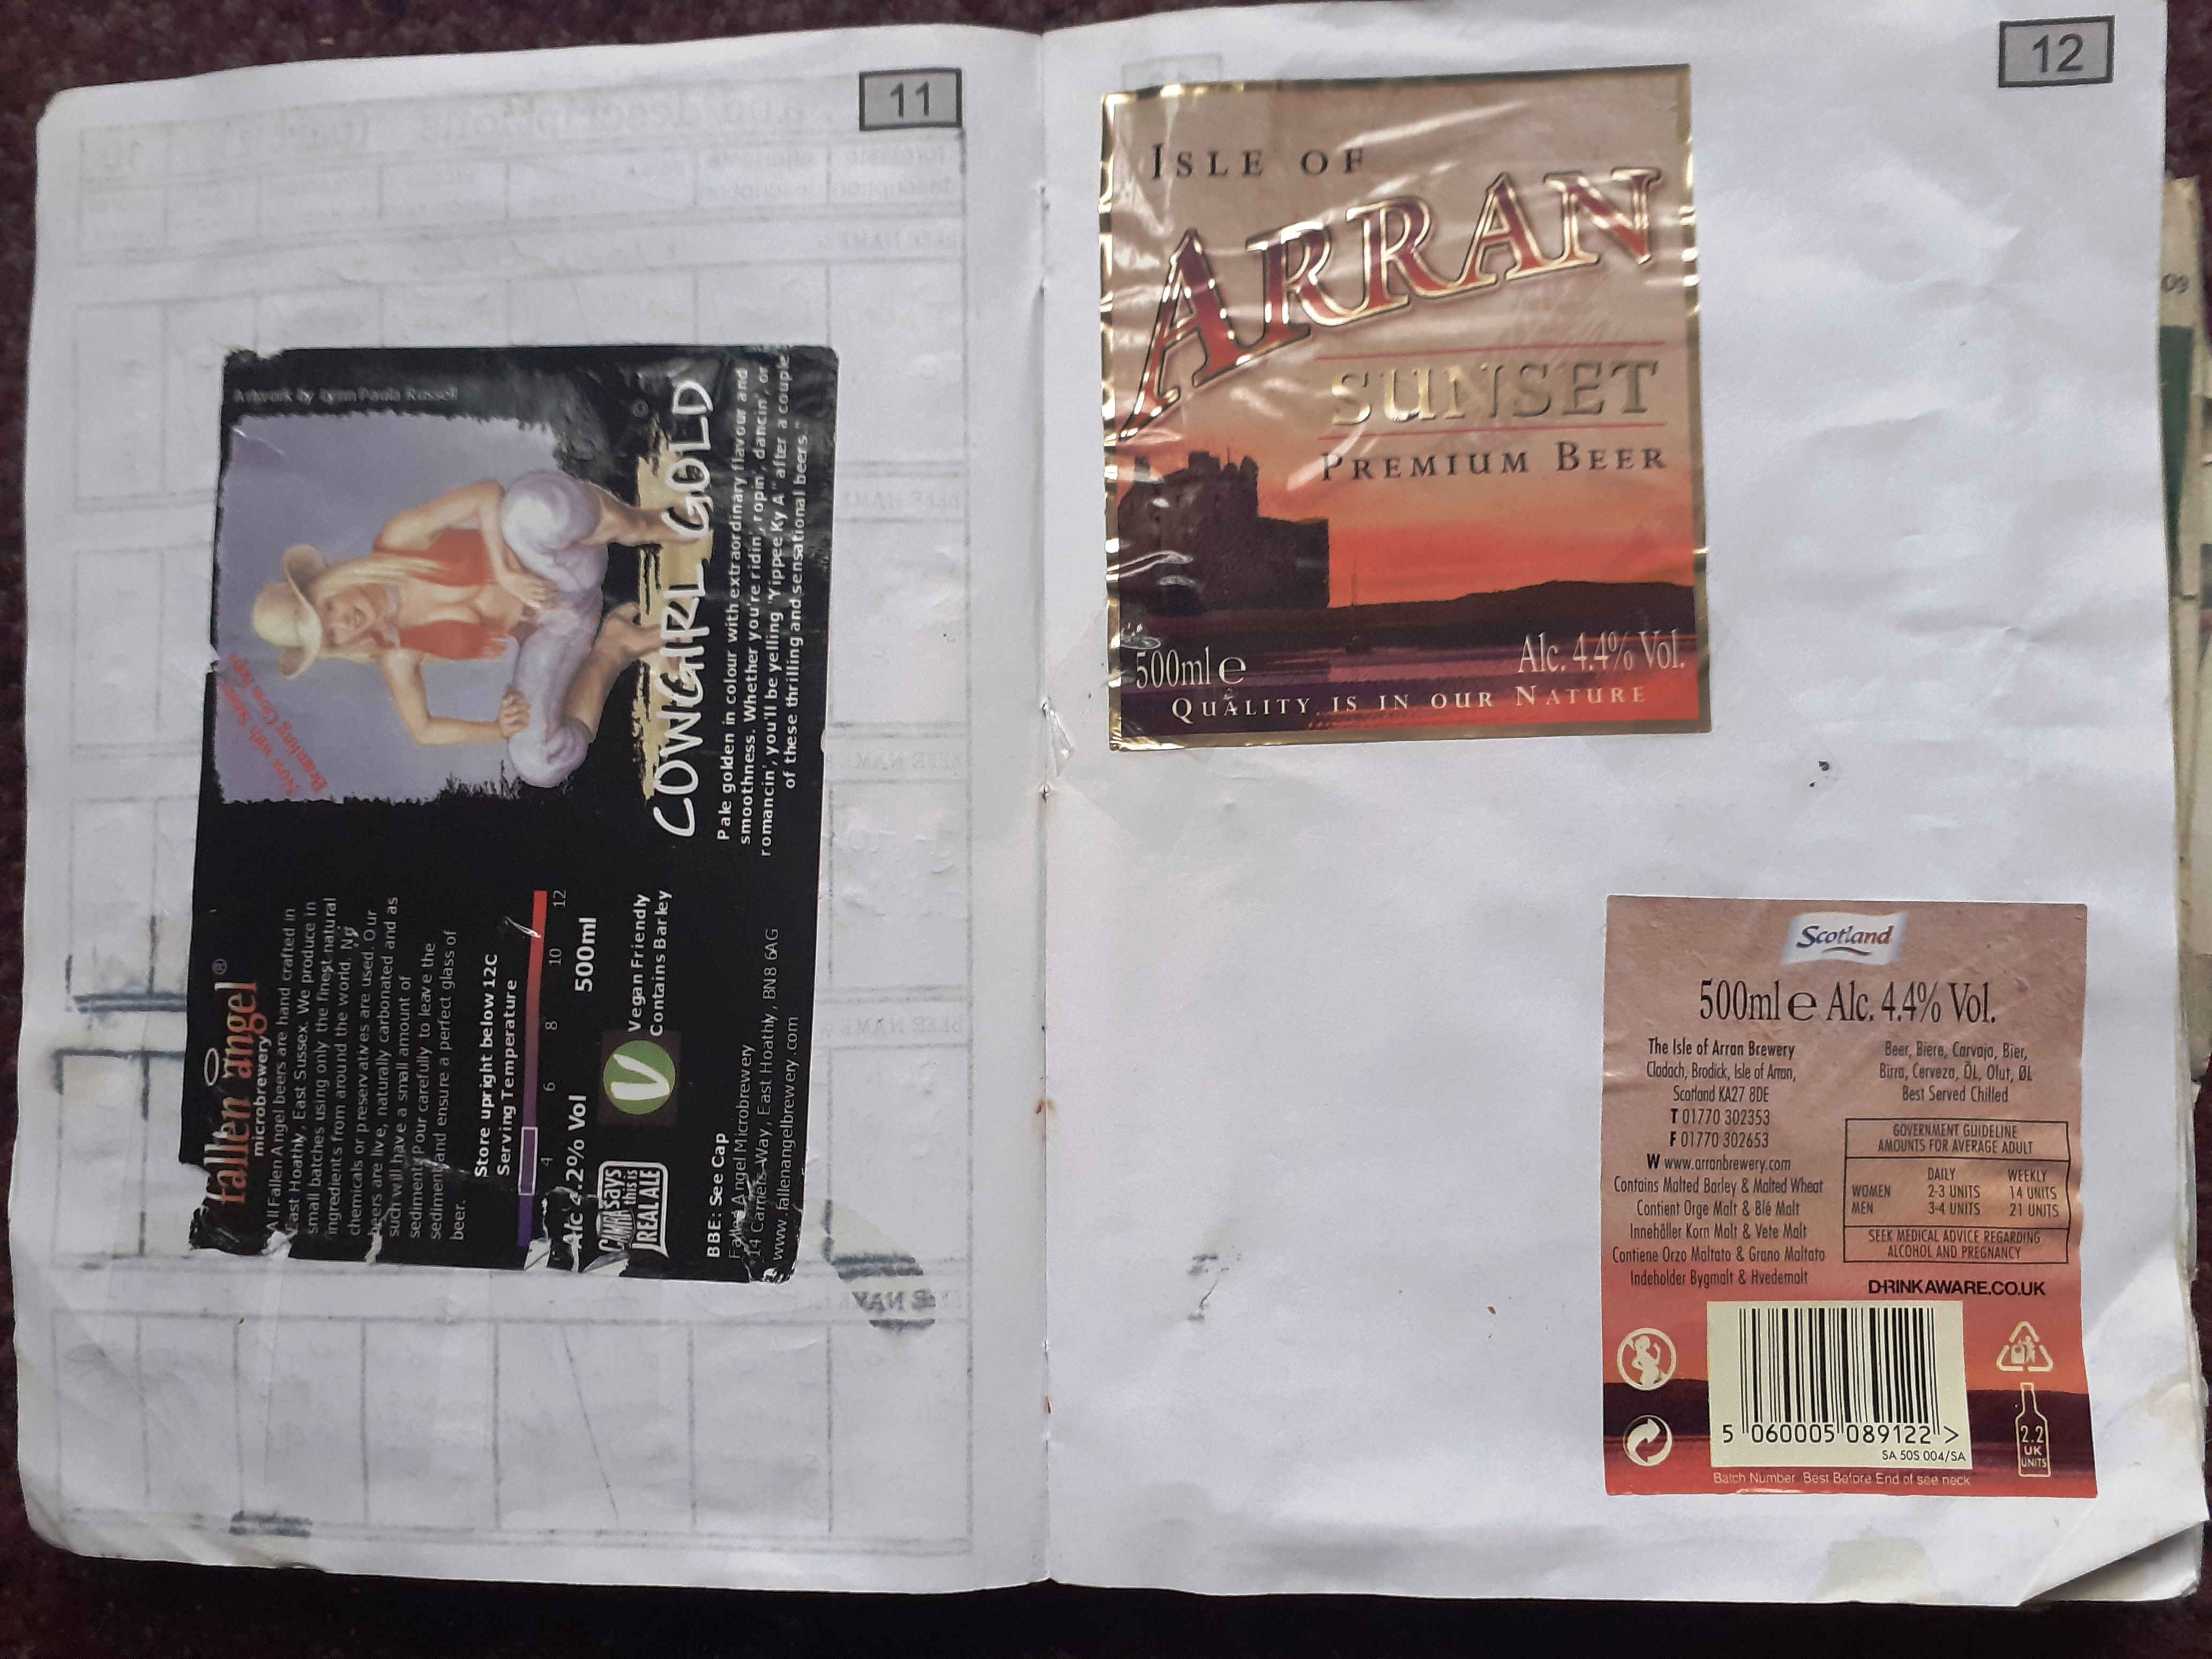 11
fallen angel ®
microbrewery
All Fallen Angel beers are hand crafted in
East Hoathly, East Sussex. We produce in
small batches using only the finest natural
ingredients from around the world. No
chemicals or preservatives are used. Our
beers are live, naturally carbonated and as
such will have a small amount of
sediment. Pour carefully to leave the
sediment and ensure a perfect glass of
beer.
Store upright below 12C
Serving Temperature
4 6 8 10 12
Alc 4.2% Vol 500ml
CAMRA says
this is
REAL ALE
V
Vegan Friendly
Contains Barley
BBE: See Cap
Fallen Angel Microbrewery
14 Carriers Way, East Hoathly, BN8 6AG
www.fallenangelbrewery.com
Artwork by Lynn Paula Russell
Now with
Bramling Cross
COWGIRL GOLD
Pale golden in colour with extraordinary flavour and
smoothness. Whether you're ridin', ropin', dancin', or
romancin', you'll be yelling "Yippee Ky A" after a couple
of these thrilling and sensational beers."
12
ISLE OF
ARRAN
SUNSET
PREMIUM BEER
500ml e Alc. 4.4% Vol.
QUALITY IS IN OUR NATURE
Scotland
500ml e Alc. 4.4% Vol.
The Isle of Arran Brewery
Cladach, Brodick, Isle of Arran,
Scotland KA27 8DE
T 01770 302353
F 01770 302653
W www.arranbrewery.com
Contains Malted Barley & Malted Wheat
Contient Orge Malt & Blé Malt
Innehåller Korn Malt & Vete Malt
Contiene Orzo Maltato & Grano Maltato
Indeholder Bygmalt & Hvedemalt
Beer, Biere, Carvaja, Bier,
Birra, Cerveza, ÖL, Olut, ØL
Best Served Chilled
GOVERNMENT GUIDELINE
AMOUNTS FOR AVERAGE ADULT
DAILY WEEKLY
WOMEN 2-3 UNITS 14 UNITS
MEN 3-4 UNITS 21 UNITS
SEEK MEDICAL ADVICE REGARDING
ALCOHOL AND PREGNANCY
DRINKAWARE.CO.UK
5 060005 089122 >
SA 50S 004/SA
2.2
UK
UNITS
Batch Number Best Before End of see neck
09